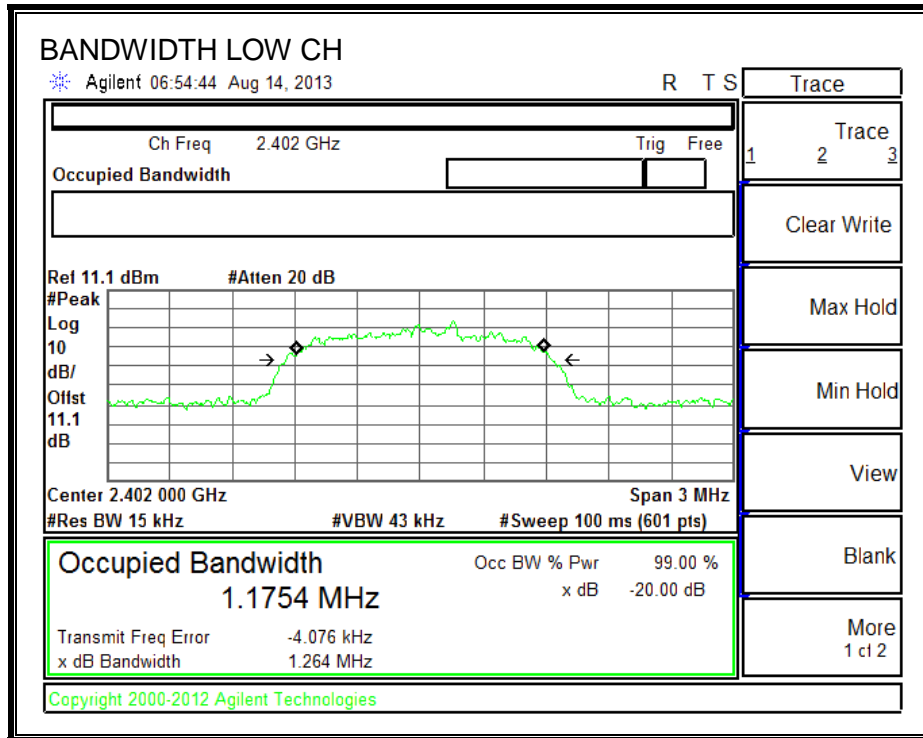 BANDWIDTH LOW CH
Agilent 06:54:44 Aug 14, 2013 R T S
Trace
Ch Freq 2.402 GHz Trig Free
Occupied Bandwidth
Trace
1 2 3
Clear Write
Max Hold
Min Hold
View
Blank
More
1 of 2
Ref 11.1 dBm #Atten 20 dB
#Peak
Log
10
dB/
Offst
11.1
dB
Center 2.402 000 GHz Span 3 MHz
#Res BW 15 kHz #VBW 43 kHz #Sweep 100 ms (601 pts)
Occupied Bandwidth
1.1754 MHz
Occ BW % Pwr 99.00 %
x dB -20.00 dB
Transmit Freq Error -4.076 kHz
x dB Bandwidth 1.264 MHz
Copyright 2000-2012 Agilent Technologies